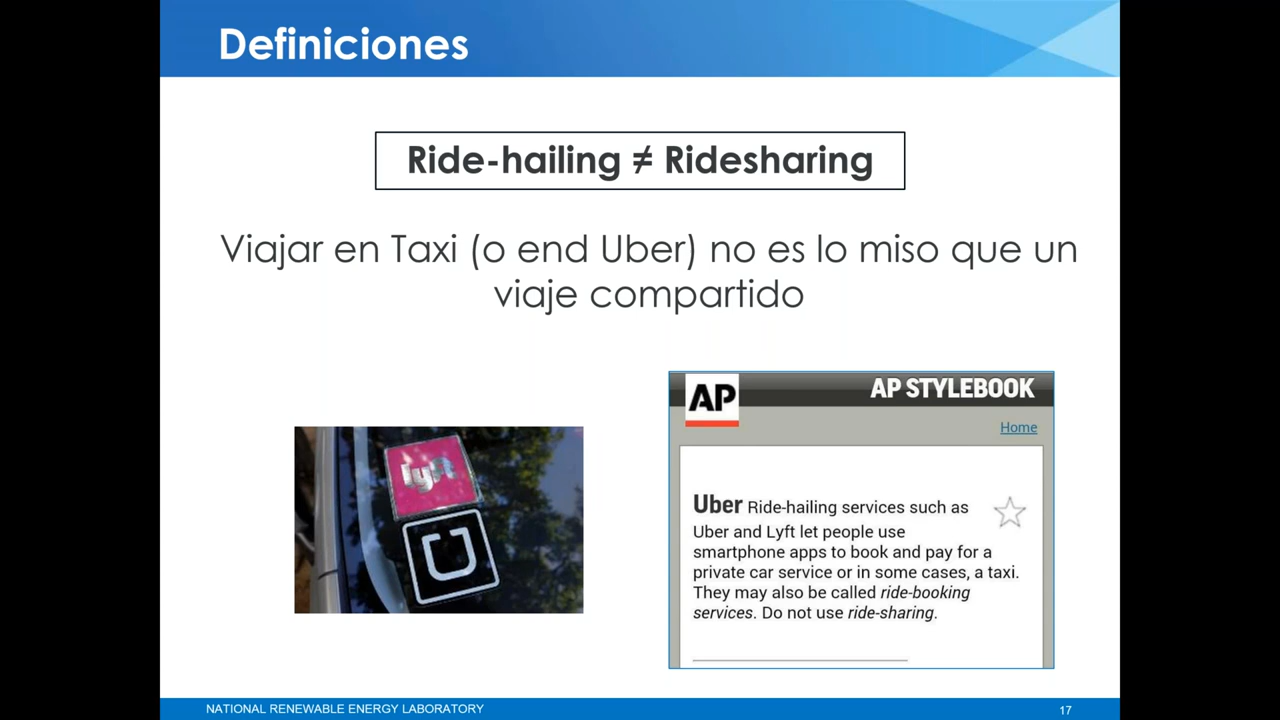 Definiciones
Ride-hailing ≠ Ridesharing
Viajar en Taxi (o end Uber) no es lo miso que un
viaje compartido
lyft
U
AP
AP STYLEBOOK
Home
Uber Ride-hailing services such as
Uber and Lyft let people use
smartphone apps to book and pay for a
private car service or in some cases, a taxi.
They may also be called ride-booking
services. Do not use ride-sharing.
NATIONAL RENEWABLE ENERGY LABORATORY
17